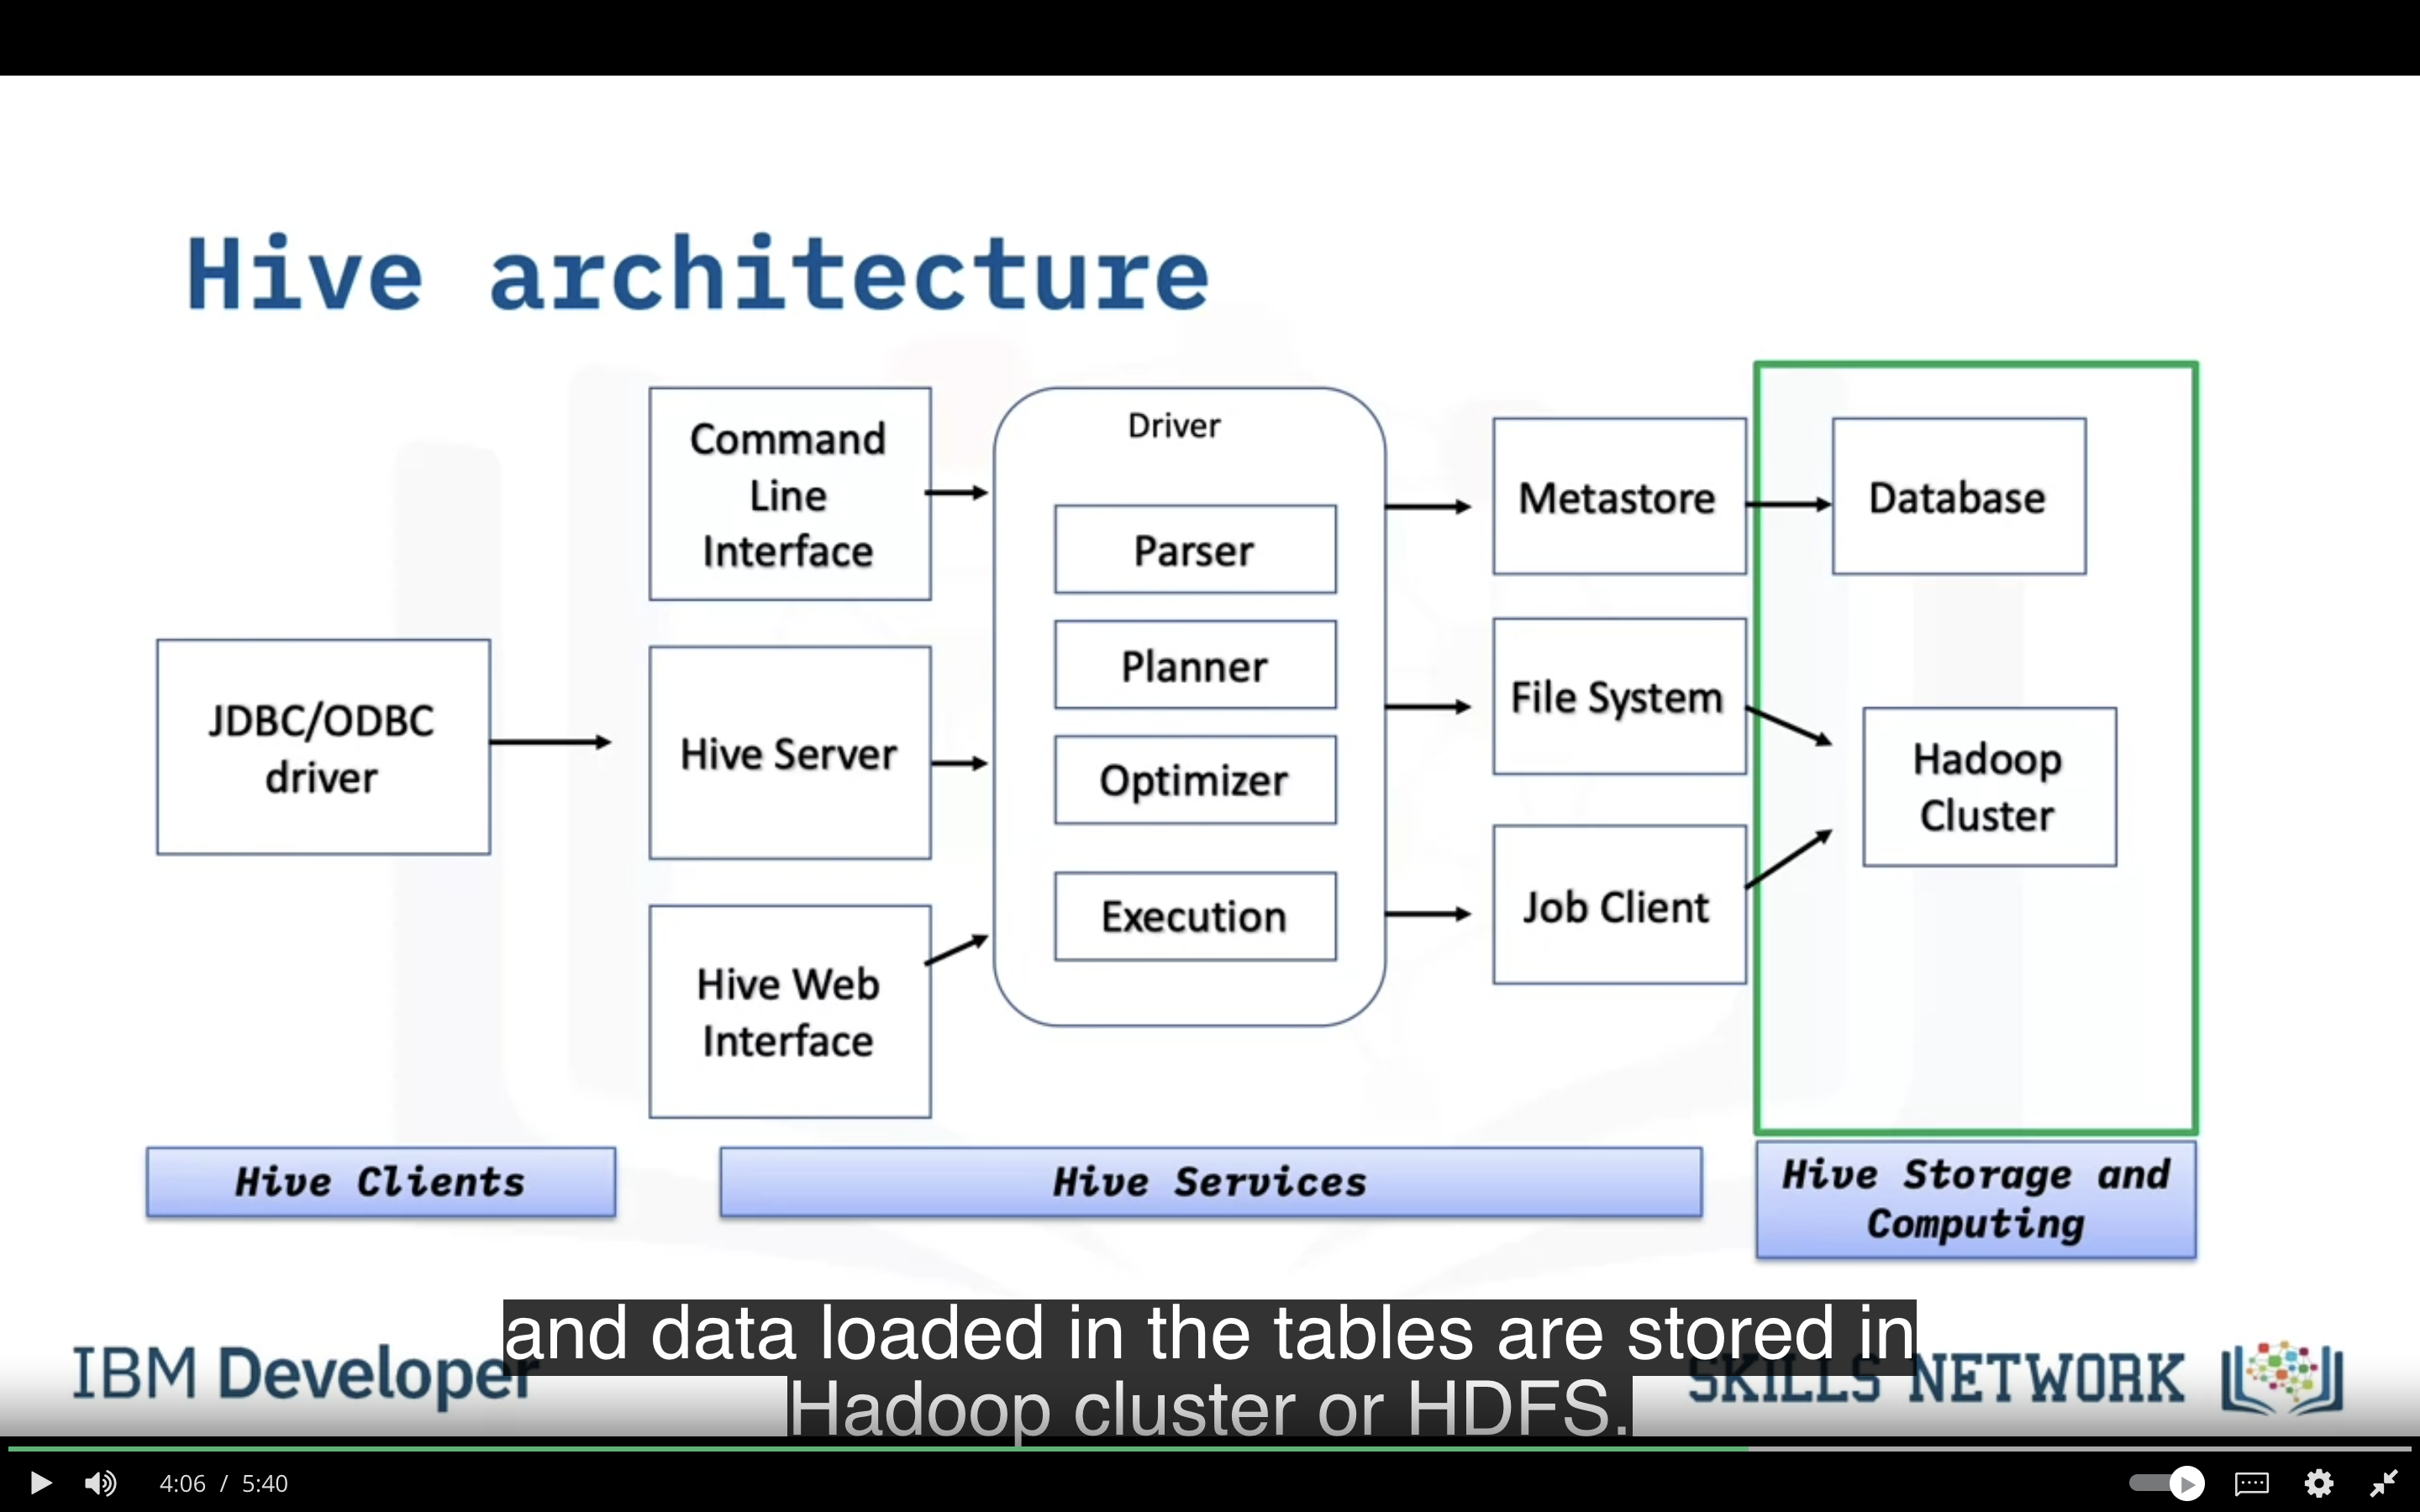 Hive architecture
Command
Line
Interface
Driver
Parser
Planner
Optimizer
Execution
Metastore
Database
JDBC/ODBC
driver
Hive Server
File System
Hadoop
Cluster
Hive Web
Interface
Job Client
Hive Clients
Hive Services
Hive Storage and
Computing
and data loaded in the tables are stored in
Hadoop cluster or HDFS.
IBM Developer
SKILLS NETWORK
4:06 / 5:40